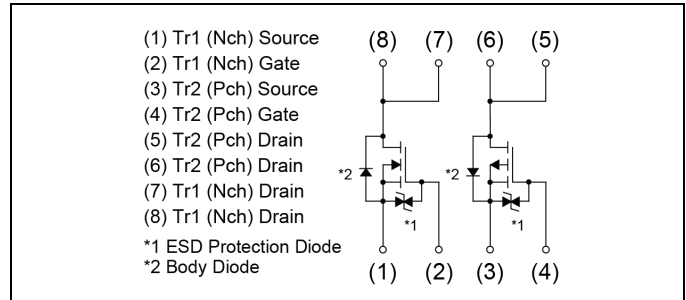 (1) Tr1 (Nch) Source
(2) Tr1 (Nch) Gate
(3) Tr2 (Pch) Source
(4) Tr2 (Pch) Gate
(5) Tr2 (Pch) Drain
(6) Tr2 (Pch) Drain
(7) Tr1 (Nch) Drain
(8) Tr1 (Nch) Drain
*1 ESD Protection Diode
*2 Body Diode
(8) (7) (6) (5)
*2 *2
*1 *1
(1) (2) (3) (4)